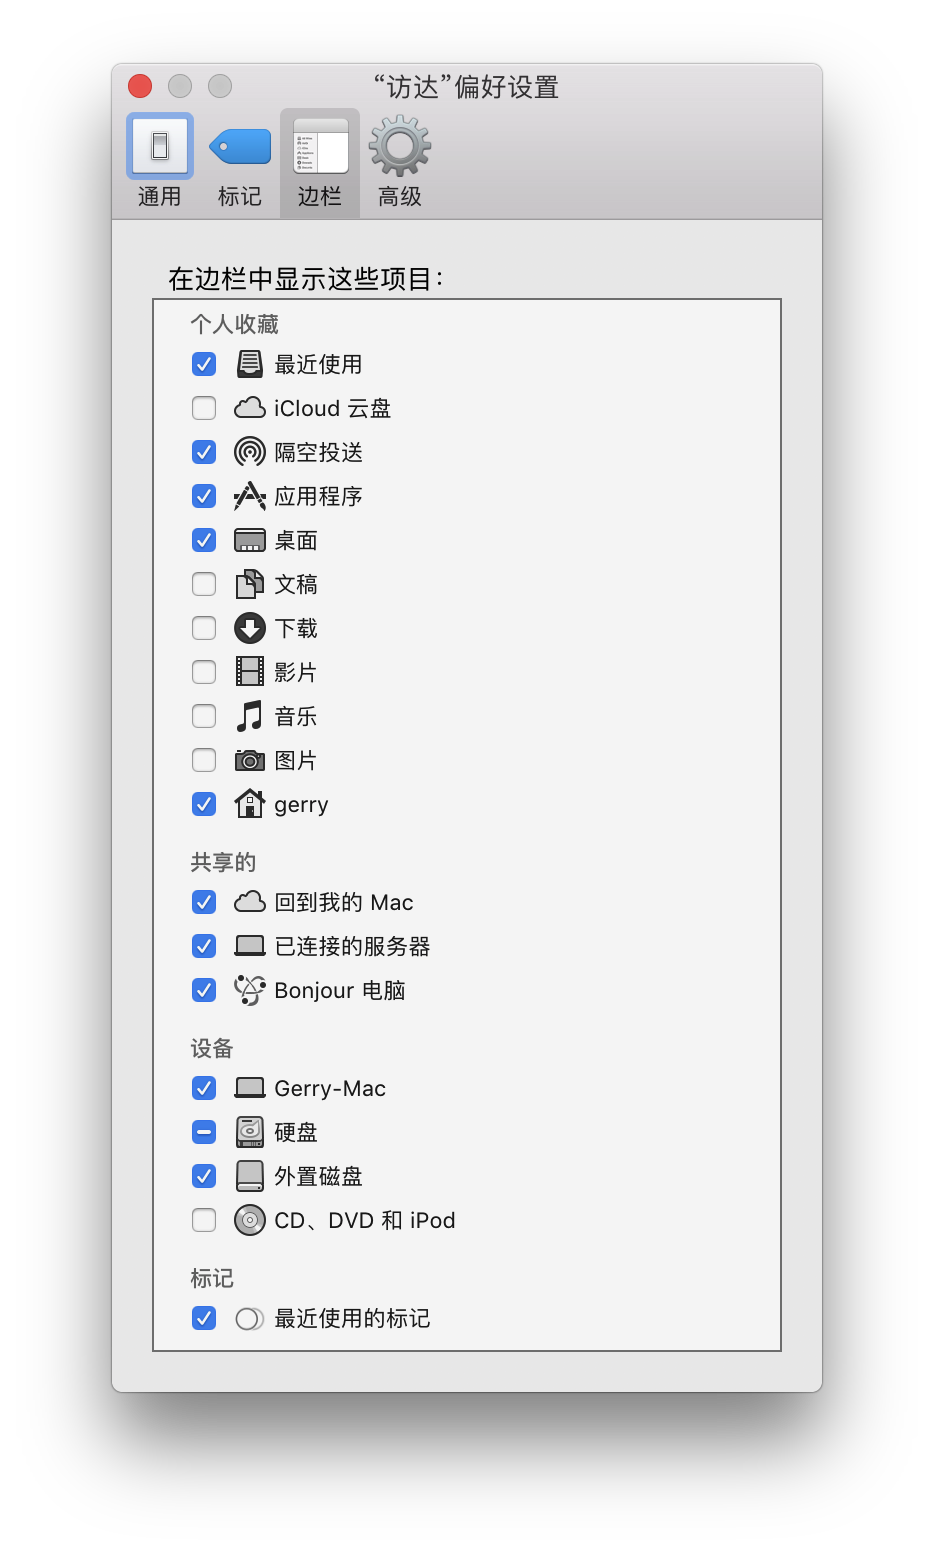 “访达”偏好设置
通用
标记
边栏
高级
在边栏中显示这些项目：
个人收藏
最近使用
iCloud 云盘
隔空投送
应用程序
桌面
文稿
下载
影片
音乐
图片
gerry
共享的
回到我的 Mac
已连接的服务器
Bonjour 电脑
设备
Gerry-Mac
硬盘
外置磁盘
CD、DVD 和 iPod
标记
最近使用的标记